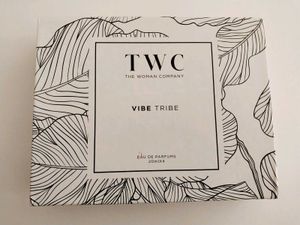 TWC
THE WOMAN COMPANY
VIBE TRIBE
EAU DE PARFUMS